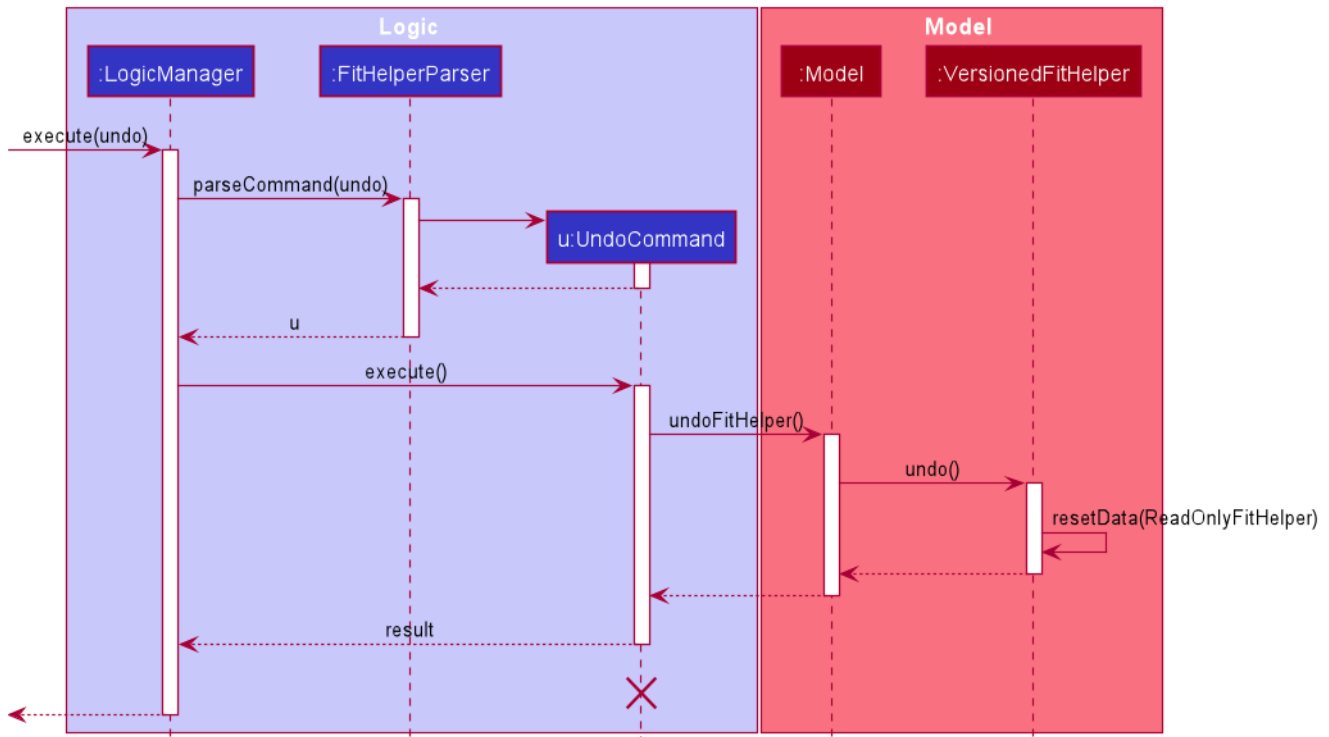 Logic
Model
:LogicManager
:FitHelperParser
:Model
:VersionedFitHelper
execute(undo)
parseCommand(undo)
u:UndoCommand
u
execute()
undoFitHelper()
undo()
resetData(ReadOnlyFitHelper)
result